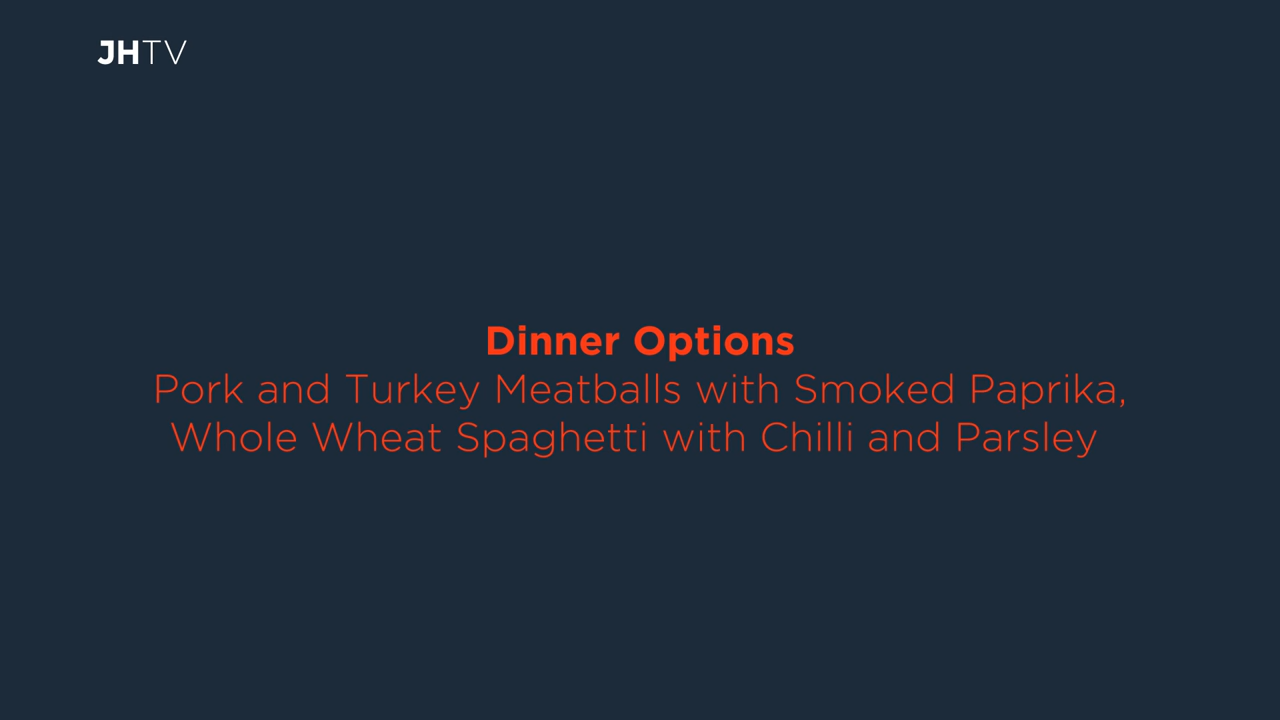 JHTV
Dinner Options
Pork and Turkey Meatballs with Smoked Paprika,
Whole Wheat Spaghetti with Chilli and Parsley